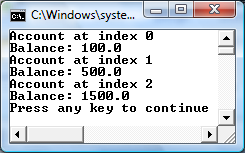 C:\Windows\syste...
Account at index 0
Balance: 100.0
Account at index 1
Balance: 500.0
Account at index 2
Balance: 1500.0
Press any key to continue